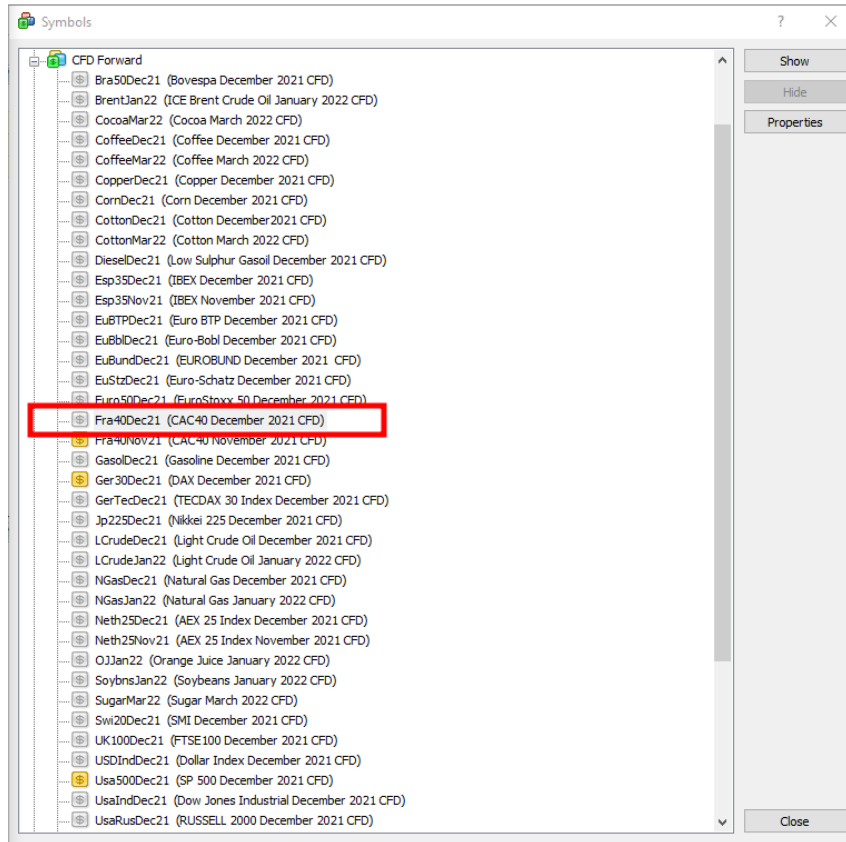 Symbols
?
CFD Forward
Show
Bra50Dec21 (Bovespa December 2021 CFD)
Hide
BrentJan22 (ICE Brent Crude Oil January 2022 CFD)
CocoaMar22 (Cocoa March 2022 CFD)
Properties
CoffeeDec21 (Coffee December 2021 CFD)
CoffeeMar22 (Coffee March 2022 CFD)
CopperDec21 (Copper December 2021 CFD)
CornDec21 (Corn December 2021 CFD)
CottonDec21 (Cotton December2021 CFD)
CottonMar22 (Cotton March 2022 CFD)
DieselDec21 (Low Sulphur Gasoil December 2021 CFD)
Esp35Dec21 (IBEX December 2021 CFD)
Esp35Nov21 (IBEX November 2021 CFD)
EuBTPDec21 (Euro BTP December 2021 CFD)
EuBblDec21 (Euro-Bobl December 2021 CFD)
EuBundDec21 (EUROBUND December 2021 CFD)
EuStzDec21 (Euro-Schatz December 2021 CFD)
Euro50Dec21 (EuroStoxx 50 December 2021 CFD)
Fra40Dec21 (CAC40 December 2021 CFD)
Fra40Nov21 (CAC40 November 2021 CFD)
GasolDec21 (Gasoline December 2021 CFD)
Ger30Dec21 (DAX December 2021 CFD)
GerTecDec21 (TECDAX 30 Index December 2021 CFD)
Jp225Dec21 (Nikkei 225 December 2021 CFD)
LCrudeDec21 (Light Crude Oil December 2021 CFD)
LCrudeJan22 (Light Crude Oil January 2022 CFD)
NGasDec21 (Natural Gas December 2021 CFD)
NGasJan22 (Natural Gas January 2022 CFD)
Neth25Dec21 (AEX 25 Index December 2021 CFD)
Neth25Nov21 (AEX 25 Index November 2021 CFD)
OJJan22 (Orange Juice January 2022 CFD)
SoybnsJan22 (Soybeans January 2022 CFD)
SugarMar22 (Sugar March 2022 CFD)
Swi20Dec21 (SMI December 2021 CFD)
UK100Dec21 (FTSE100 December 2021 CFD)
USDIndDec21 (Dollar Index December 2021 CFD)
Usa500Dec21 (SP 500 December 2021 CFD)
UsaIndDec21 (Dow Jones Industrial December 2021 CFD)
UsaRusDec21 (RUSSELL 2000 December 2021 CFD)
Close